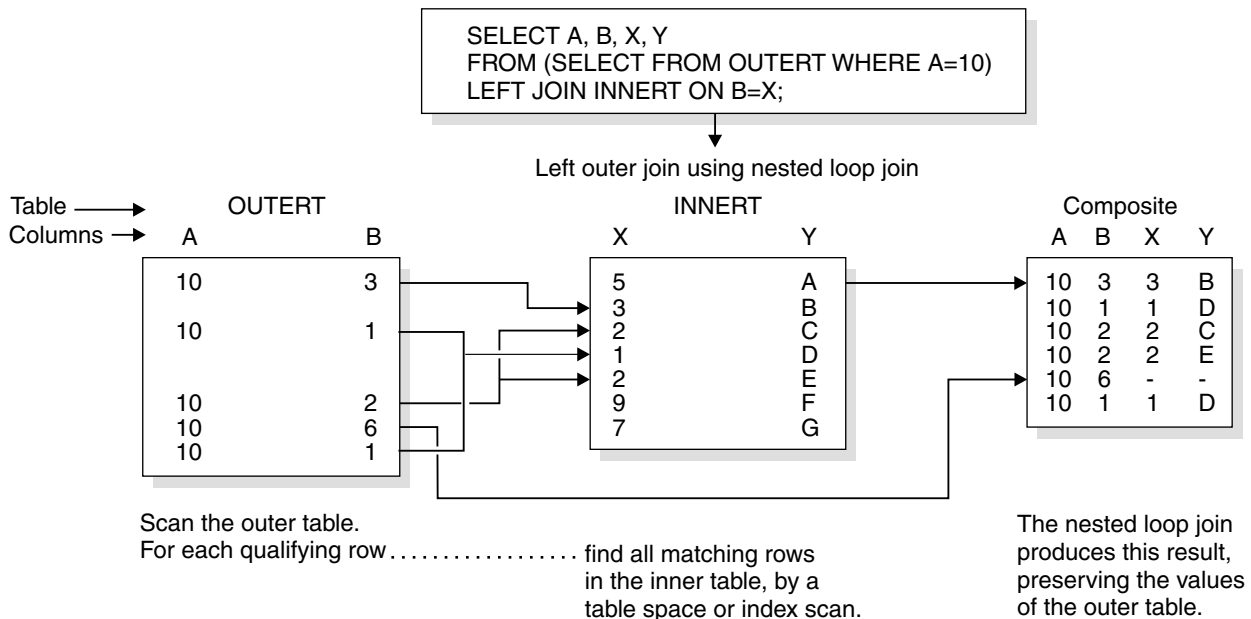 SELECT A, B, X, Y
FROM (SELECT FROM OUTERT WHERE A=10)
LEFT JOIN INNERT ON B=X;
Left outer join using nested loop join
Table OUTERT INNERT Composite
Columns A B X Y A B X Y
10 3 5 A 10 3 3 B
3 B 10 1 1 D
10 1 2 C 10 2 2 C
1 D 10 2 2 E
2 E 10 6 - -
10 2 9 F 10 1 1 D
10 6 7 G
10 1
Scan the outer table.
For each qualifying row . . . . . . . . . . . . . . . . . find all matching rows
in the inner table, by a
table space or index scan.
The nested loop join
produces this result,
preserving the values
of the outer table.